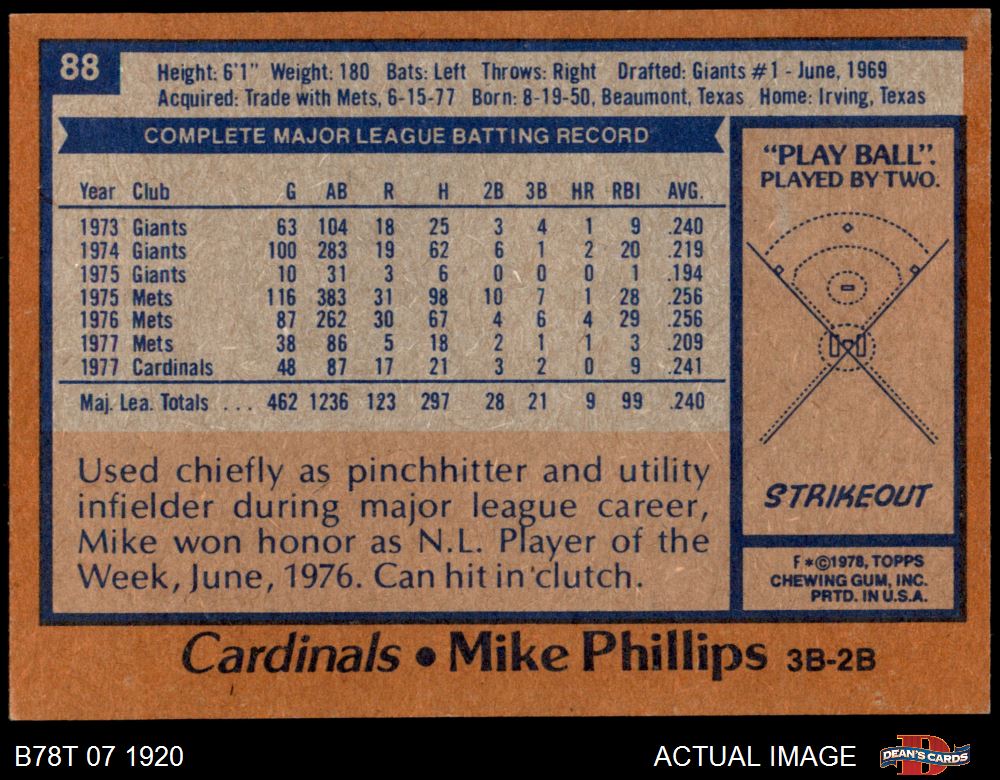 88
Height: 6'1" Weight: 180 Bats: Left Throws: Right Drafted: Giants #1 - June, 1969
Acquired: Trade with Mets, 6-15-77 Born: 8-19-50, Beaumont, Texas Home: Irving, Texas
COMPLETE MAJOR LEAGUE BATTING RECORD
Year Club G AB R H 2B 3B HR RBI AVG.
1973 Giants 63 104 18 25 3 4 1 9 .240
1974 Giants 100 283 19 62 6 1 2 20 .219
1975 Giants 10 31 3 6 0 0 0 1 .194
1975 Mets 116 383 31 98 10 7 1 28 .256
1976 Mets 87 262 30 67 4 6 4 29 .256
1977 Mets 38 86 5 18 2 1 1 3 .209
1977 Cardinals 48 87 17 21 3 2 0 9 .241
Maj. Lea. Totals . . . 462 1236 123 297 28 21 9 99 .240
Used chiefly as pinchhitter and utility
infielder during major league career,
Mike won honor as N.L. Player of the
Week, June, 1976. Can hit in clutch.
"PLAY BALL".
PLAYED BY TWO.
STRIKEOUT
F * ©1978, TOPPS
CHEWING GUM, INC.
PRTD. IN U.S.A.
Cardinals • Mike Phillips 3B-2B
B78T 07 1920
ACTUAL IMAGE
DEAN'S CARDS